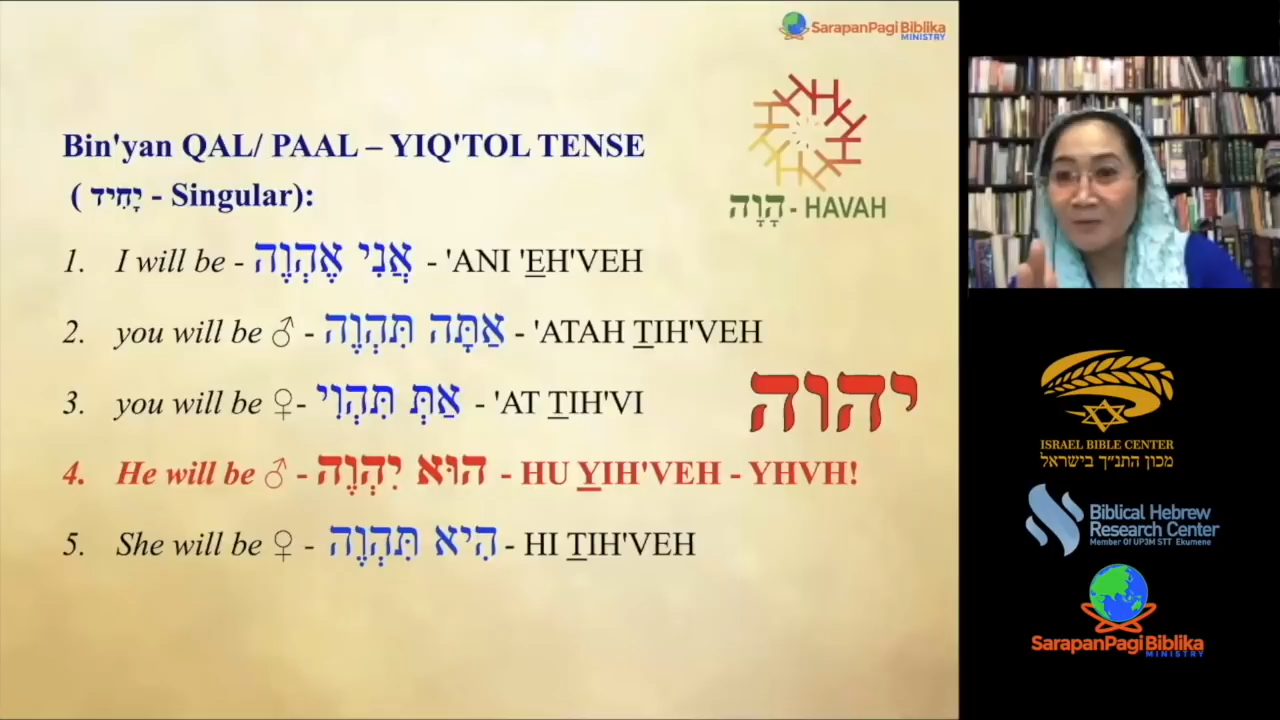 SarapanPagi Biblika
MINISTRY
Bin'yan QAL/ PAAL – YIQ'TOL TENSE
( יָחִיד - Singular):
הָוָה - HAVAH
1. I will be - אֲנִי אֶהְוֶה - 'ANI 'EH'VEH
2. you will be ♂ - אַתָּה תִּהְוֶה - 'ATAH TIH'VEH
3. you will be ♀- אַתְּ תִּהְוִי - 'AT TIH'VI
יהוה
4. He will be ♂ - הוּא יִהְוֶה - HU YIH'VEH - YHVH!
5. She will be ♀ - הִיא תִּהְוֶה - HI TIH'VEH
ISRAEL BIBLE CENTER
מכון התנ״ך בישראל
Biblical Hebrew
Research Center
Member Of UP3M STT Ekumene
SarapanPagi Biblika
MINISTRY